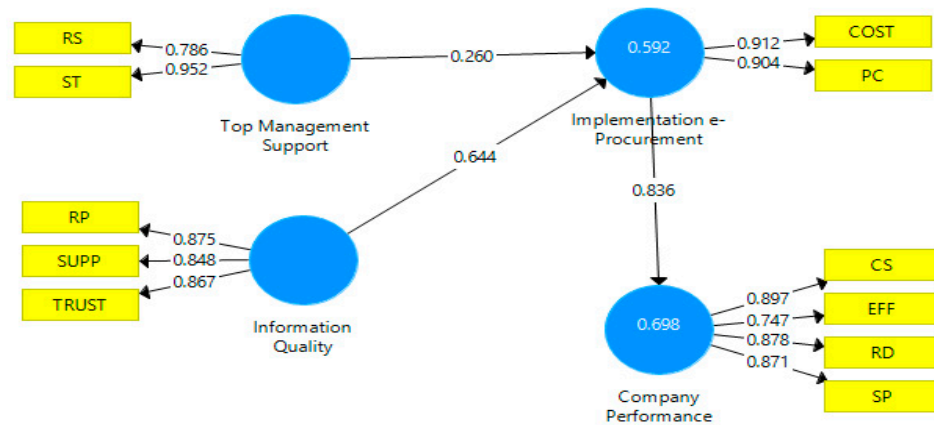 RS
0.786
ST
0.952
Top Management
Support
0.260
0.592
Implementation e-
Procurement
0.912
COST
0.904
PC
0.644
0.836
RP
0.875
SUPP
0.848
TRUST
0.867
Information
Quality
0.698
Company
Performance
0.897
CS
0.747
EFF
0.878
RD
0.871
SP